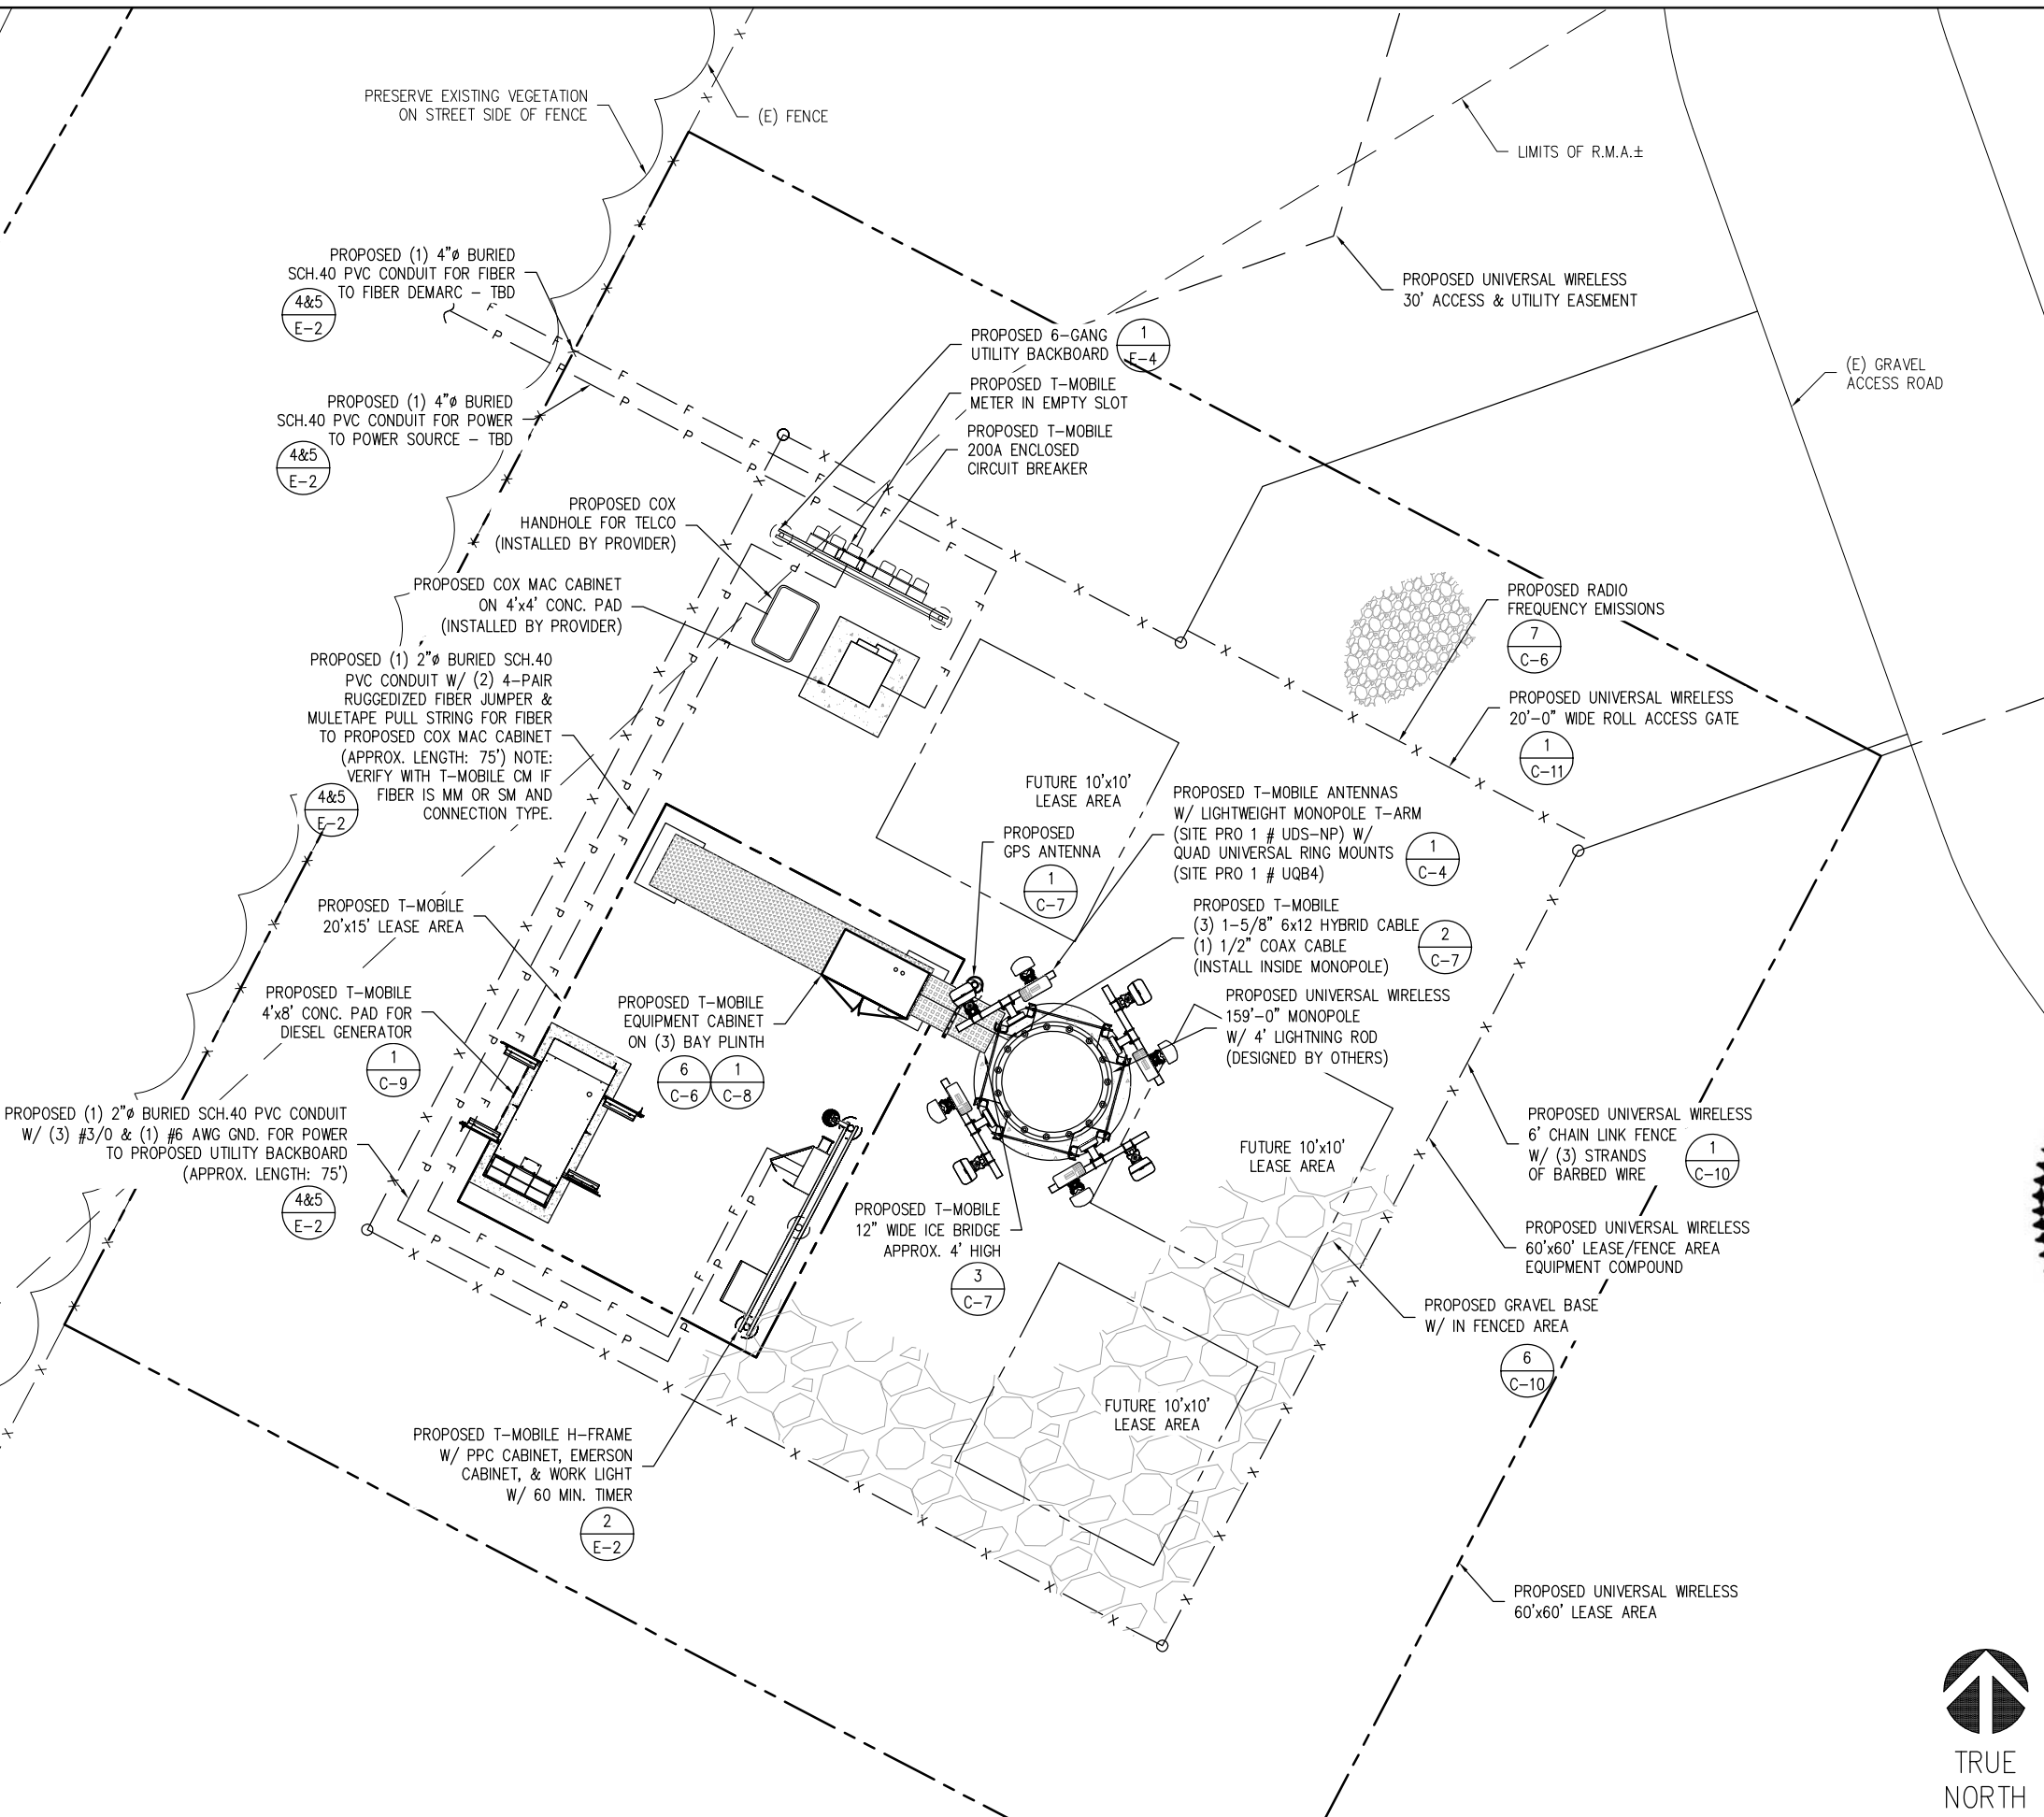 PRESERVE EXISTING VEGETATION
ON STREET SIDE OF FENCE
(E) FENCE
LIMITS OF R.M.A.±
PROPOSED (1) 4"ø BURIED
SCH.40 PVC CONDUIT FOR FIBER
TO FIBER DEMARC – TBD
4&5
E-2
PROPOSED UNIVERSAL WIRELESS
30' ACCESS & UTILITY EASEMENT
PROPOSED 6-GANG
UTILITY BACKBOARD
1
E-4
(E) GRAVEL
ACCESS ROAD
PROPOSED T-MOBILE
METER IN EMPTY SLOT
PROPOSED (1) 4"ø BURIED
SCH.40 PVC CONDUIT FOR POWER
TO POWER SOURCE – TBD
4&5
E-2
PROPOSED T-MOBILE
200A ENCLOSED
CIRCUIT BREAKER
PROPOSED COX
HANDHOLE FOR TELCO
(INSTALLED BY PROVIDER)
PROPOSED COX MAC CABINET
ON 4'x4' CONC. PAD
(INSTALLED BY PROVIDER)
PROPOSED RADIO
FREQUENCY EMISSIONS
7
C-6
PROPOSED (1) 2"ø BURIED SCH.40
PVC CONDUIT W/ (2) 4-PAIR
RUGGEDIZED FIBER JUMPER &
MULETAPE PULL STRING FOR FIBER
TO PROPOSED COX MAC CABINET
(APPROX. LENGTH: 75') NOTE:
VERIFY WITH T-MOBILE CM IF
FIBER IS MM OR SM AND
CONNECTION TYPE.
4&5
E-2
PROPOSED UNIVERSAL WIRELESS
20'-0" WIDE ROLL ACCESS GATE
1
C-11
FUTURE 10'x10'
LEASE AREA
PROPOSED T-MOBILE ANTENNAS
W/ LIGHTWEIGHT MONOPOLE T-ARM
(SITE PRO 1 # UDS-NP) W/
QUAD UNIVERSAL RING MOUNTS
(SITE PRO 1 # UQB4)
1
C-4
PROPOSED
GPS ANTENNA
1
C-7
PROPOSED T-MOBILE
20'x15' LEASE AREA
PROPOSED T-MOBILE
(3) 1-5/8" 6x12 HYBRID CABLE
(1) 1/2" COAX CABLE
(INSTALL INSIDE MONOPOLE)
2
C-7
PROPOSED T-MOBILE
4'x8' CONC. PAD FOR
DIESEL GENERATOR
1
C-9
PROPOSED T-MOBILE
EQUIPMENT CABINET
ON (3) BAY PLINTH
6
C-6
1
C-8
PROPOSED UNIVERSAL WIRELESS
159'-0" MONOPOLE
W/ 4' LIGHTNING ROD
(DESIGNED BY OTHERS)
PROPOSED (1) 2"ø BURIED SCH.40 PVC CONDUIT
W/ (3) #3/0 & (1) #6 AWG GND. FOR POWER
TO PROPOSED UTILITY BACKBOARD
(APPROX. LENGTH: 75')
4&5
E-2
PROPOSED UNIVERSAL WIRELESS
6' CHAIN LINK FENCE
W/ (3) STRANDS
OF BARBED WIRE
1
C-10
FUTURE 10'x10'
LEASE AREA
PROPOSED T-MOBILE
12" WIDE ICE BRIDGE
APPROX. 4' HIGH
3
C-7
PROPOSED UNIVERSAL WIRELESS
60'x60' LEASE/FENCE AREA
EQUIPMENT COMPOUND
PROPOSED GRAVEL BASE
W/ IN FENCED AREA
6
C-10
FUTURE 10'x10'
LEASE AREA
PROPOSED T-MOBILE H-FRAME
W/ PPC CABINET, EMERSON
CABINET, & WORK LIGHT
W/ 60 MIN. TIMER
2
E-2
PROPOSED UNIVERSAL WIRELESS
60'x60' LEASE AREA
TRUE
NORTH